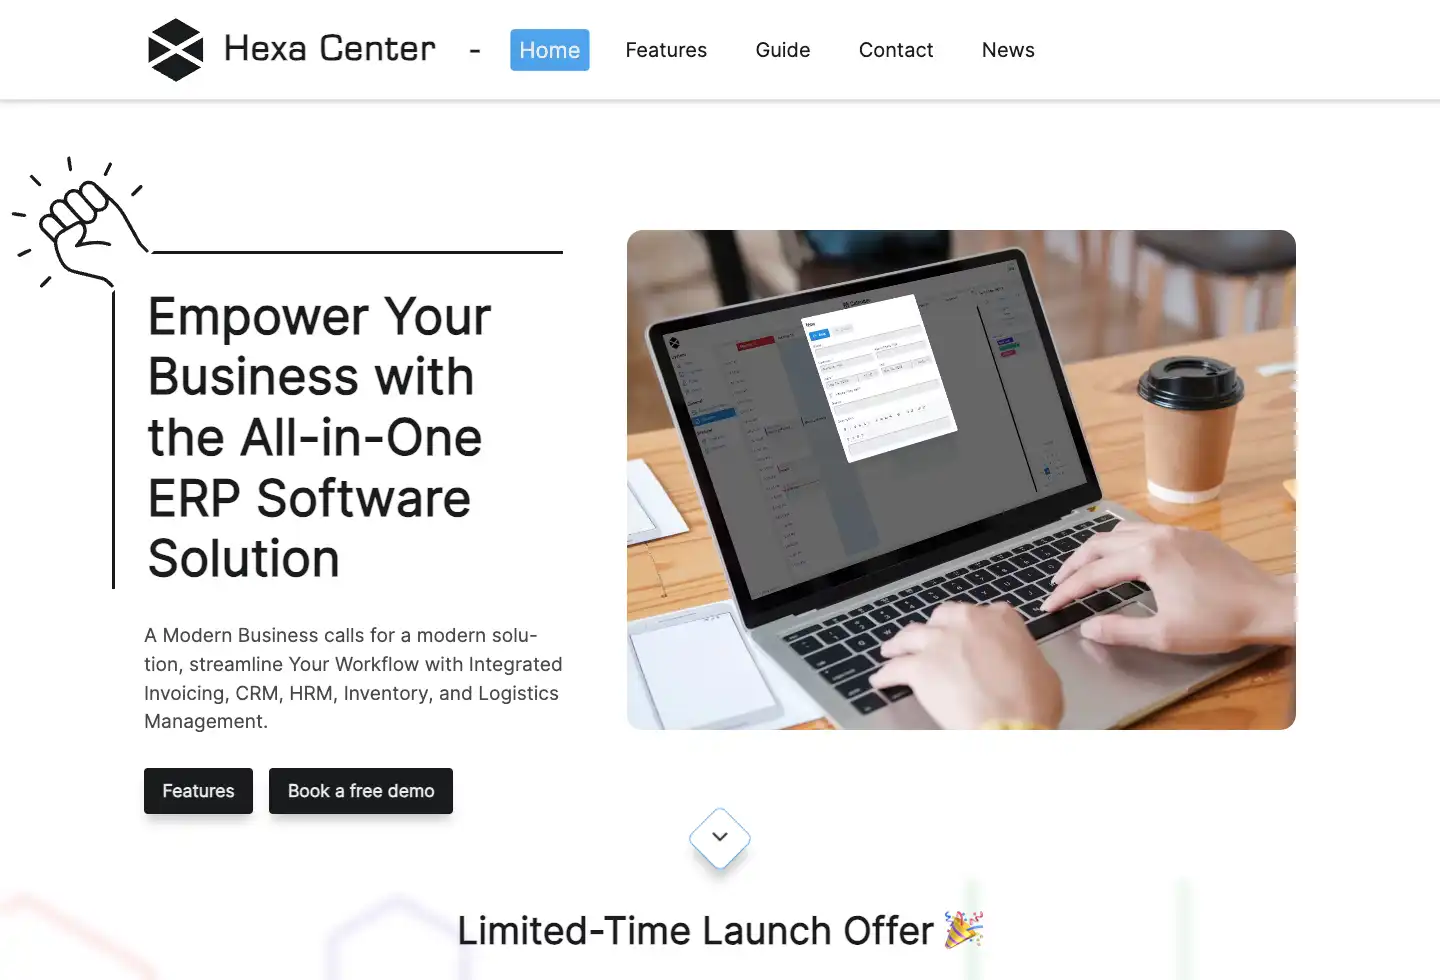 Hexa Center - Home Features Guide Contact News
Empower Your
Business with
the All-in-One
ERP Software
Solution
A Modern Business calls for a modern solu-
tion, streamline Your Workflow with Integrated
Invoicing, CRM, HRM, Inventory, and Logistics
Management.
Features Book a free demo
Limited-Time Launch Offer 🎉